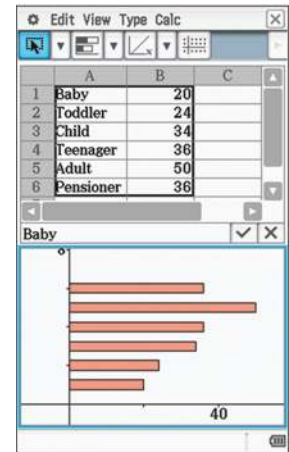 Edit View Type Calc
A B C
1 Baby 20
2 Toddler 24
3 Child 34
4 Teenager 36
5 Adult 50
6 Pensioner 36
Baby
40